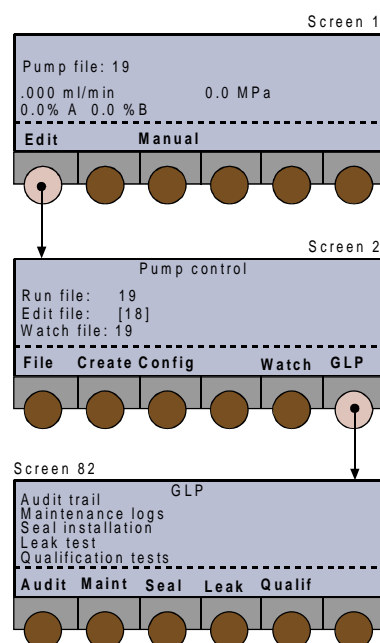 Screen 1
Pump file: 19
.000 ml/min 0.0 MPa
0.0% A 0.0 %B
Edit Manual
Screen 2
Pump control
Run file: 19
Edit file: [18]
Watch file: 19
File Create Config Watch GLP
Screen 82
GLP
Audit trail
Maintenance logs
Seal installation
Leak test
Qualification tests
Audit Maint Seal Leak Qualif